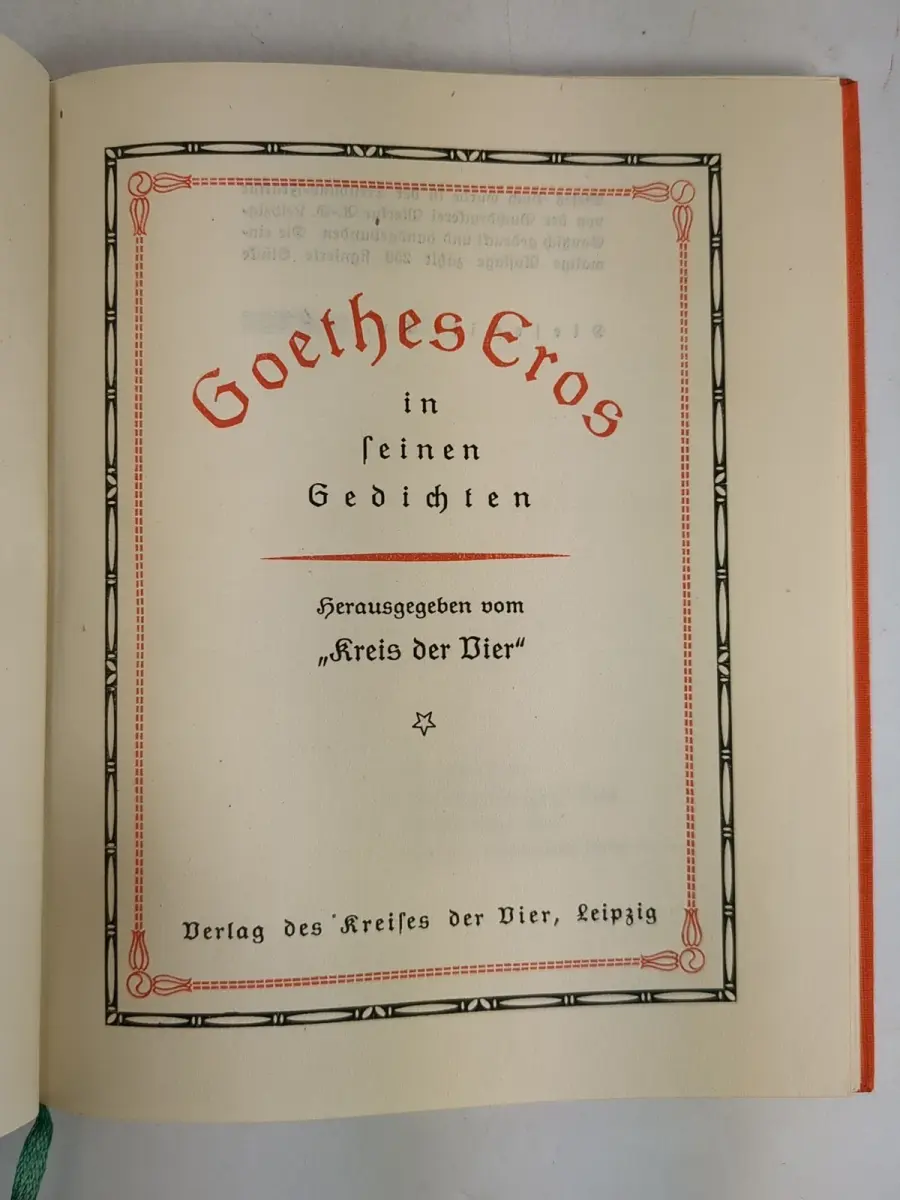 Goethes Eros
in
ſeinen
Gedichten
Herausgegeben vom
„Kreis der Vier“
Verlag des Kreiſes der Vier, Leipzig